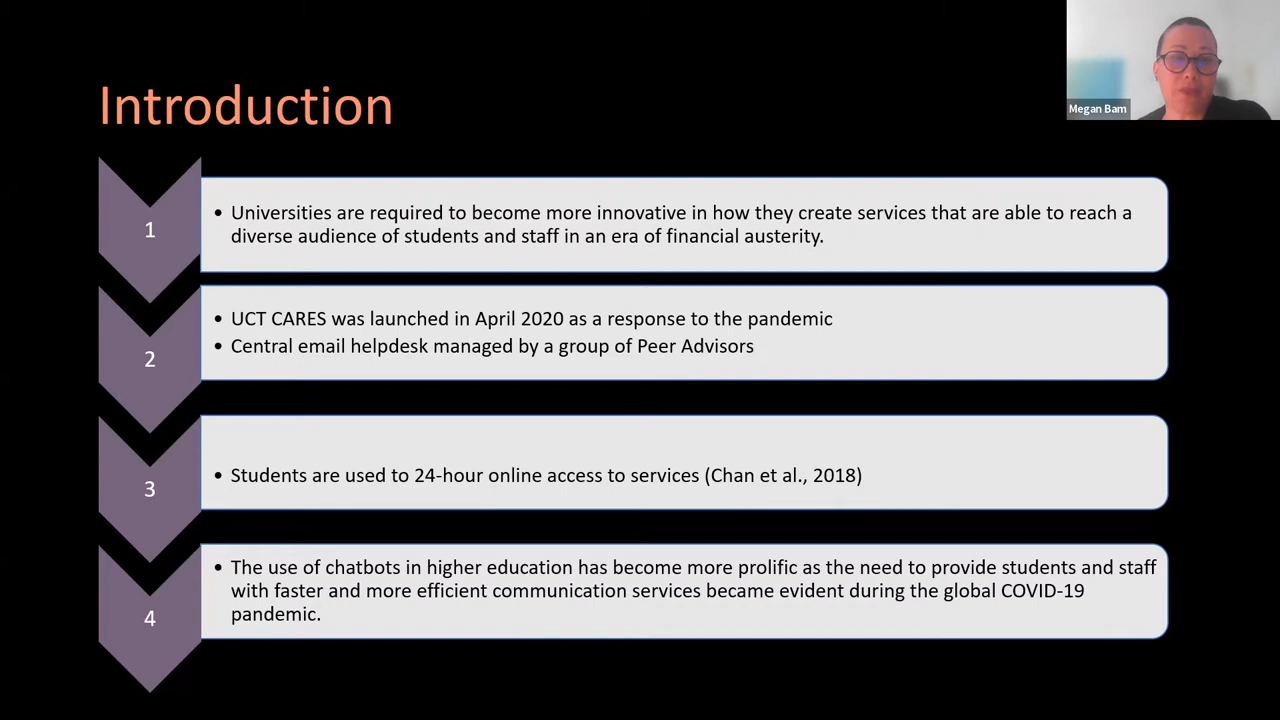 Introduction
Megan Bam
1
• Universities are required to become more innovative in how they create services that are able to reach a
diverse audience of students and staff in an era of financial austerity.
2
• UCT CARES was launched in April 2020 as a response to the pandemic
• Central email helpdesk managed by a group of Peer Advisors
3
• Students are used to 24-hour online access to services (Chan et al., 2018)
4
• The use of chatbots in higher education has become more prolific as the need to provide students and staff
with faster and more efficient communication services became evident during the global COVID-19
pandemic.